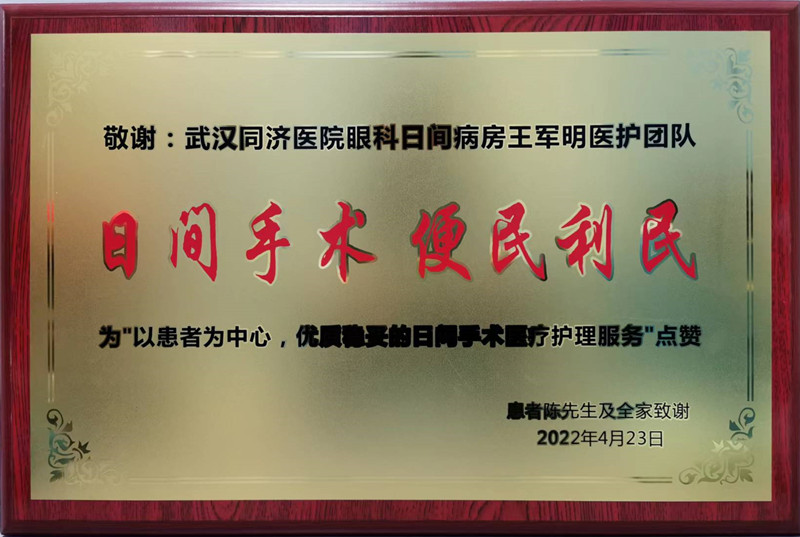 敬谢：武汉同济医院眼科日间病房王军明医护团队
日间手术 便民利民
为"以患者为中心，优质稳妥的日间手术医疗护理服务"点赞
患者陈先生及全家致谢
2022年4月23日